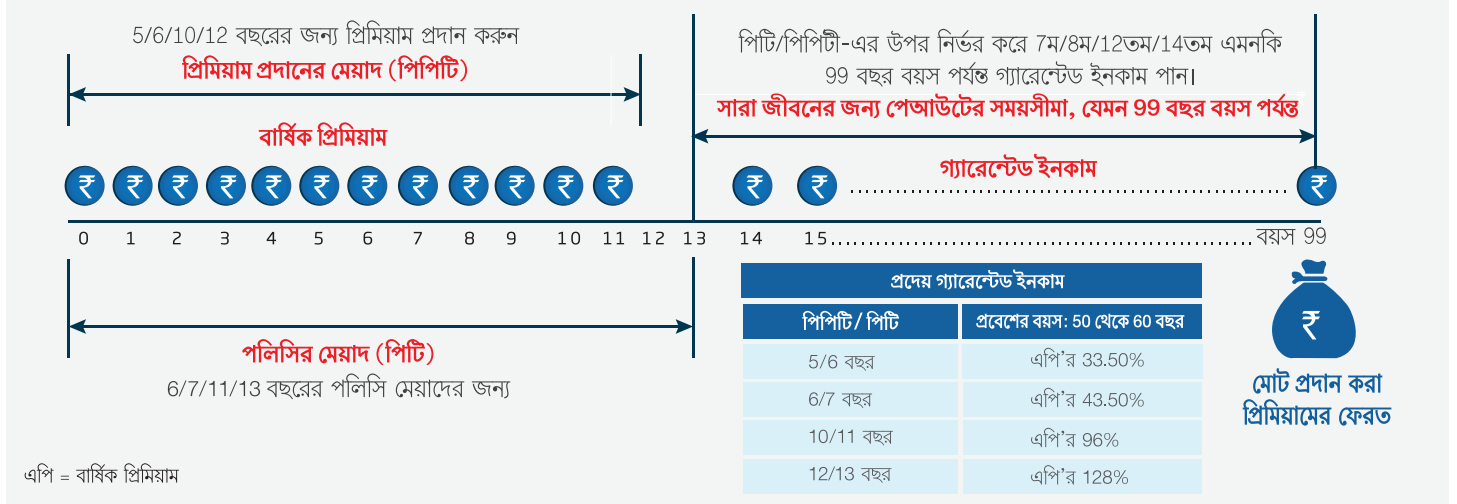 5/6/10/12 বছরের জন্য প্রিমিয়াম প্রদান করুন
প্রিমিয়াম প্রদানের মেয়াদ (পিপিটি)
বার্ষিক প্রিমিয়াম
পিটি/পিপিটী-এর উপর নির্ভর করে 7ম/8ম/12তম/14তম এমনকি
99 বছর বয়স পর্যন্ত গ্যারেন্টেড ইনকাম পান।
সারা জীবনের জন্য পেআউটের সময়সীমা, যেমন 99 বছর বয়স পর্যন্ত
গ্যারেন্টেড ইনকাম
₹ ₹ ₹ ₹ ₹ ₹ ₹ ₹ ₹ ₹ ₹ ₹ ₹ ₹ ........ ₹
0 1 2 3 4 5 6 7 8 9 10 11 12 13 14 15........ বয়স 99
পলিসির মেয়াদ (পিটি)
6/7/11/13 বছরের পলিসি মেয়াদের জন্য
এপি = বার্ষিক প্রিমিয়াম
প্রদেয় গ্যারেন্টেড ইনকাম
পিপিটি / পিটি প্রবেশের বয়স: 50 থেকে 60 বছর
5/6 বছর এপি'র 33.50%
6/7 বছর এপি'র 43.50%
10/11 বছর এপি'র 96%
12/13 বছর এপি'র 128%
₹
মোট প্রদান করা
প্রিমিয়ামের ফেরত